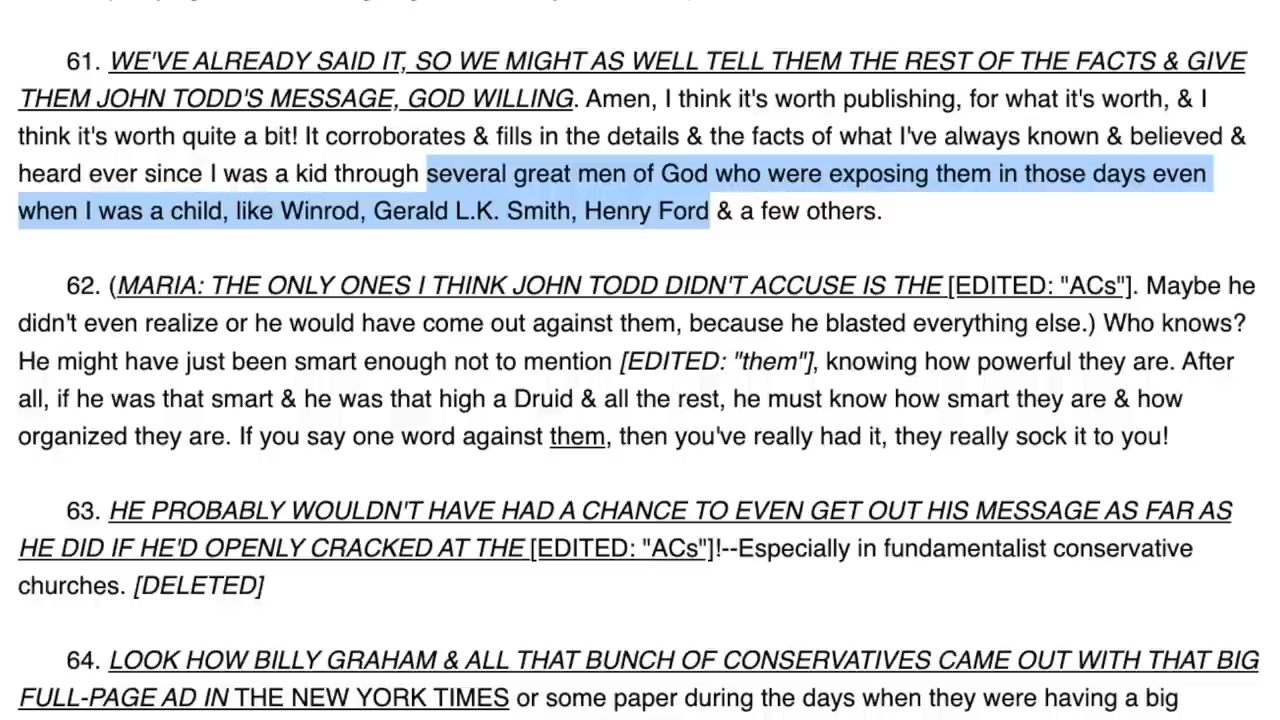 61. WE'VE ALREADY SAID IT, SO WE MIGHT AS WELL TELL THEM THE REST OF THE FACTS & GIVE
THEM JOHN TODD'S MESSAGE, GOD WILLING. Amen, I think it's worth publishing, for what it's worth, & I
think it's worth quite a bit! It corroborates & fills in the details & the facts of what I've always known & believed &
heard ever since I was a kid through several great men of God who were exposing them in those days even
when I was a child, like Winrod, Gerald L.K. Smith, Henry Ford & a few others.
62. (MARIA: THE ONLY ONES I THINK JOHN TODD DIDN'T ACCUSE IS THE [EDITED: "ACs"]. Maybe he
didn't even realize or he would have come out against them, because he blasted everything else.) Who knows?
He might have just been smart enough not to mention [EDITED: "them"], knowing how powerful they are. After
all, if he was that smart & he was that high a Druid & all the rest, he must know how smart they are & how
organized they are. If you say one word against them, then you've really had it, they really sock it to you!
63. HE PROBABLY WOULDN'T HAVE HAD A CHANCE TO EVEN GET OUT HIS MESSAGE AS FAR AS
HE DID IF HE'D OPENLY CRACKED AT THE [EDITED: "ACs"]!--Especially in fundamentalist conservative
churches. [DELETED]
64. LOOK HOW BILLY GRAHAM & ALL THAT BUNCH OF CONSERVATIVES CAME OUT WITH THAT BIG
FULL-PAGE AD IN THE NEW YORK TIMES or some paper during the days when they were having a big